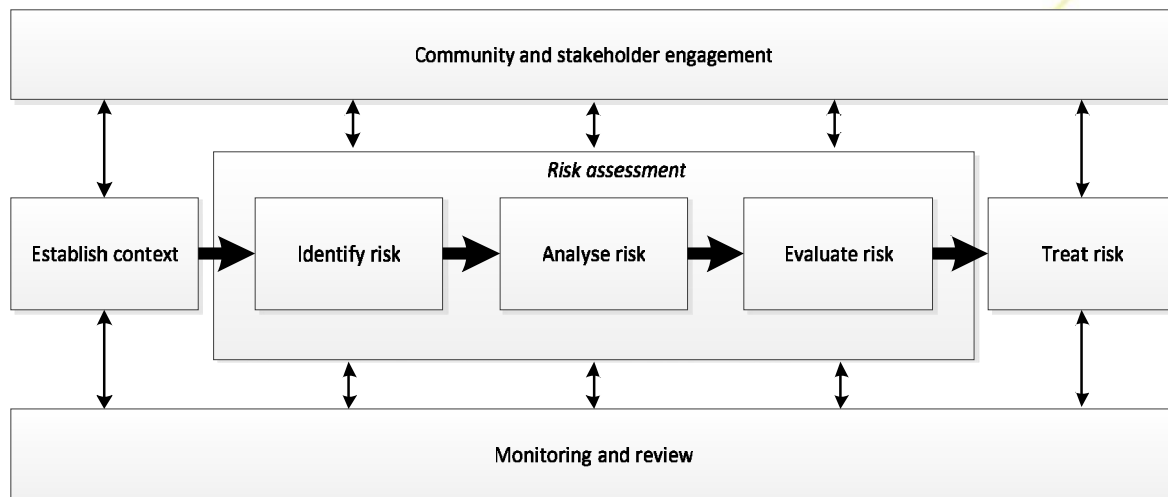 Community and stakeholder engagement
Risk assessment
Establish context
Identify risk
Analyse risk
Evaluate risk
Treat risk
Monitoring and review